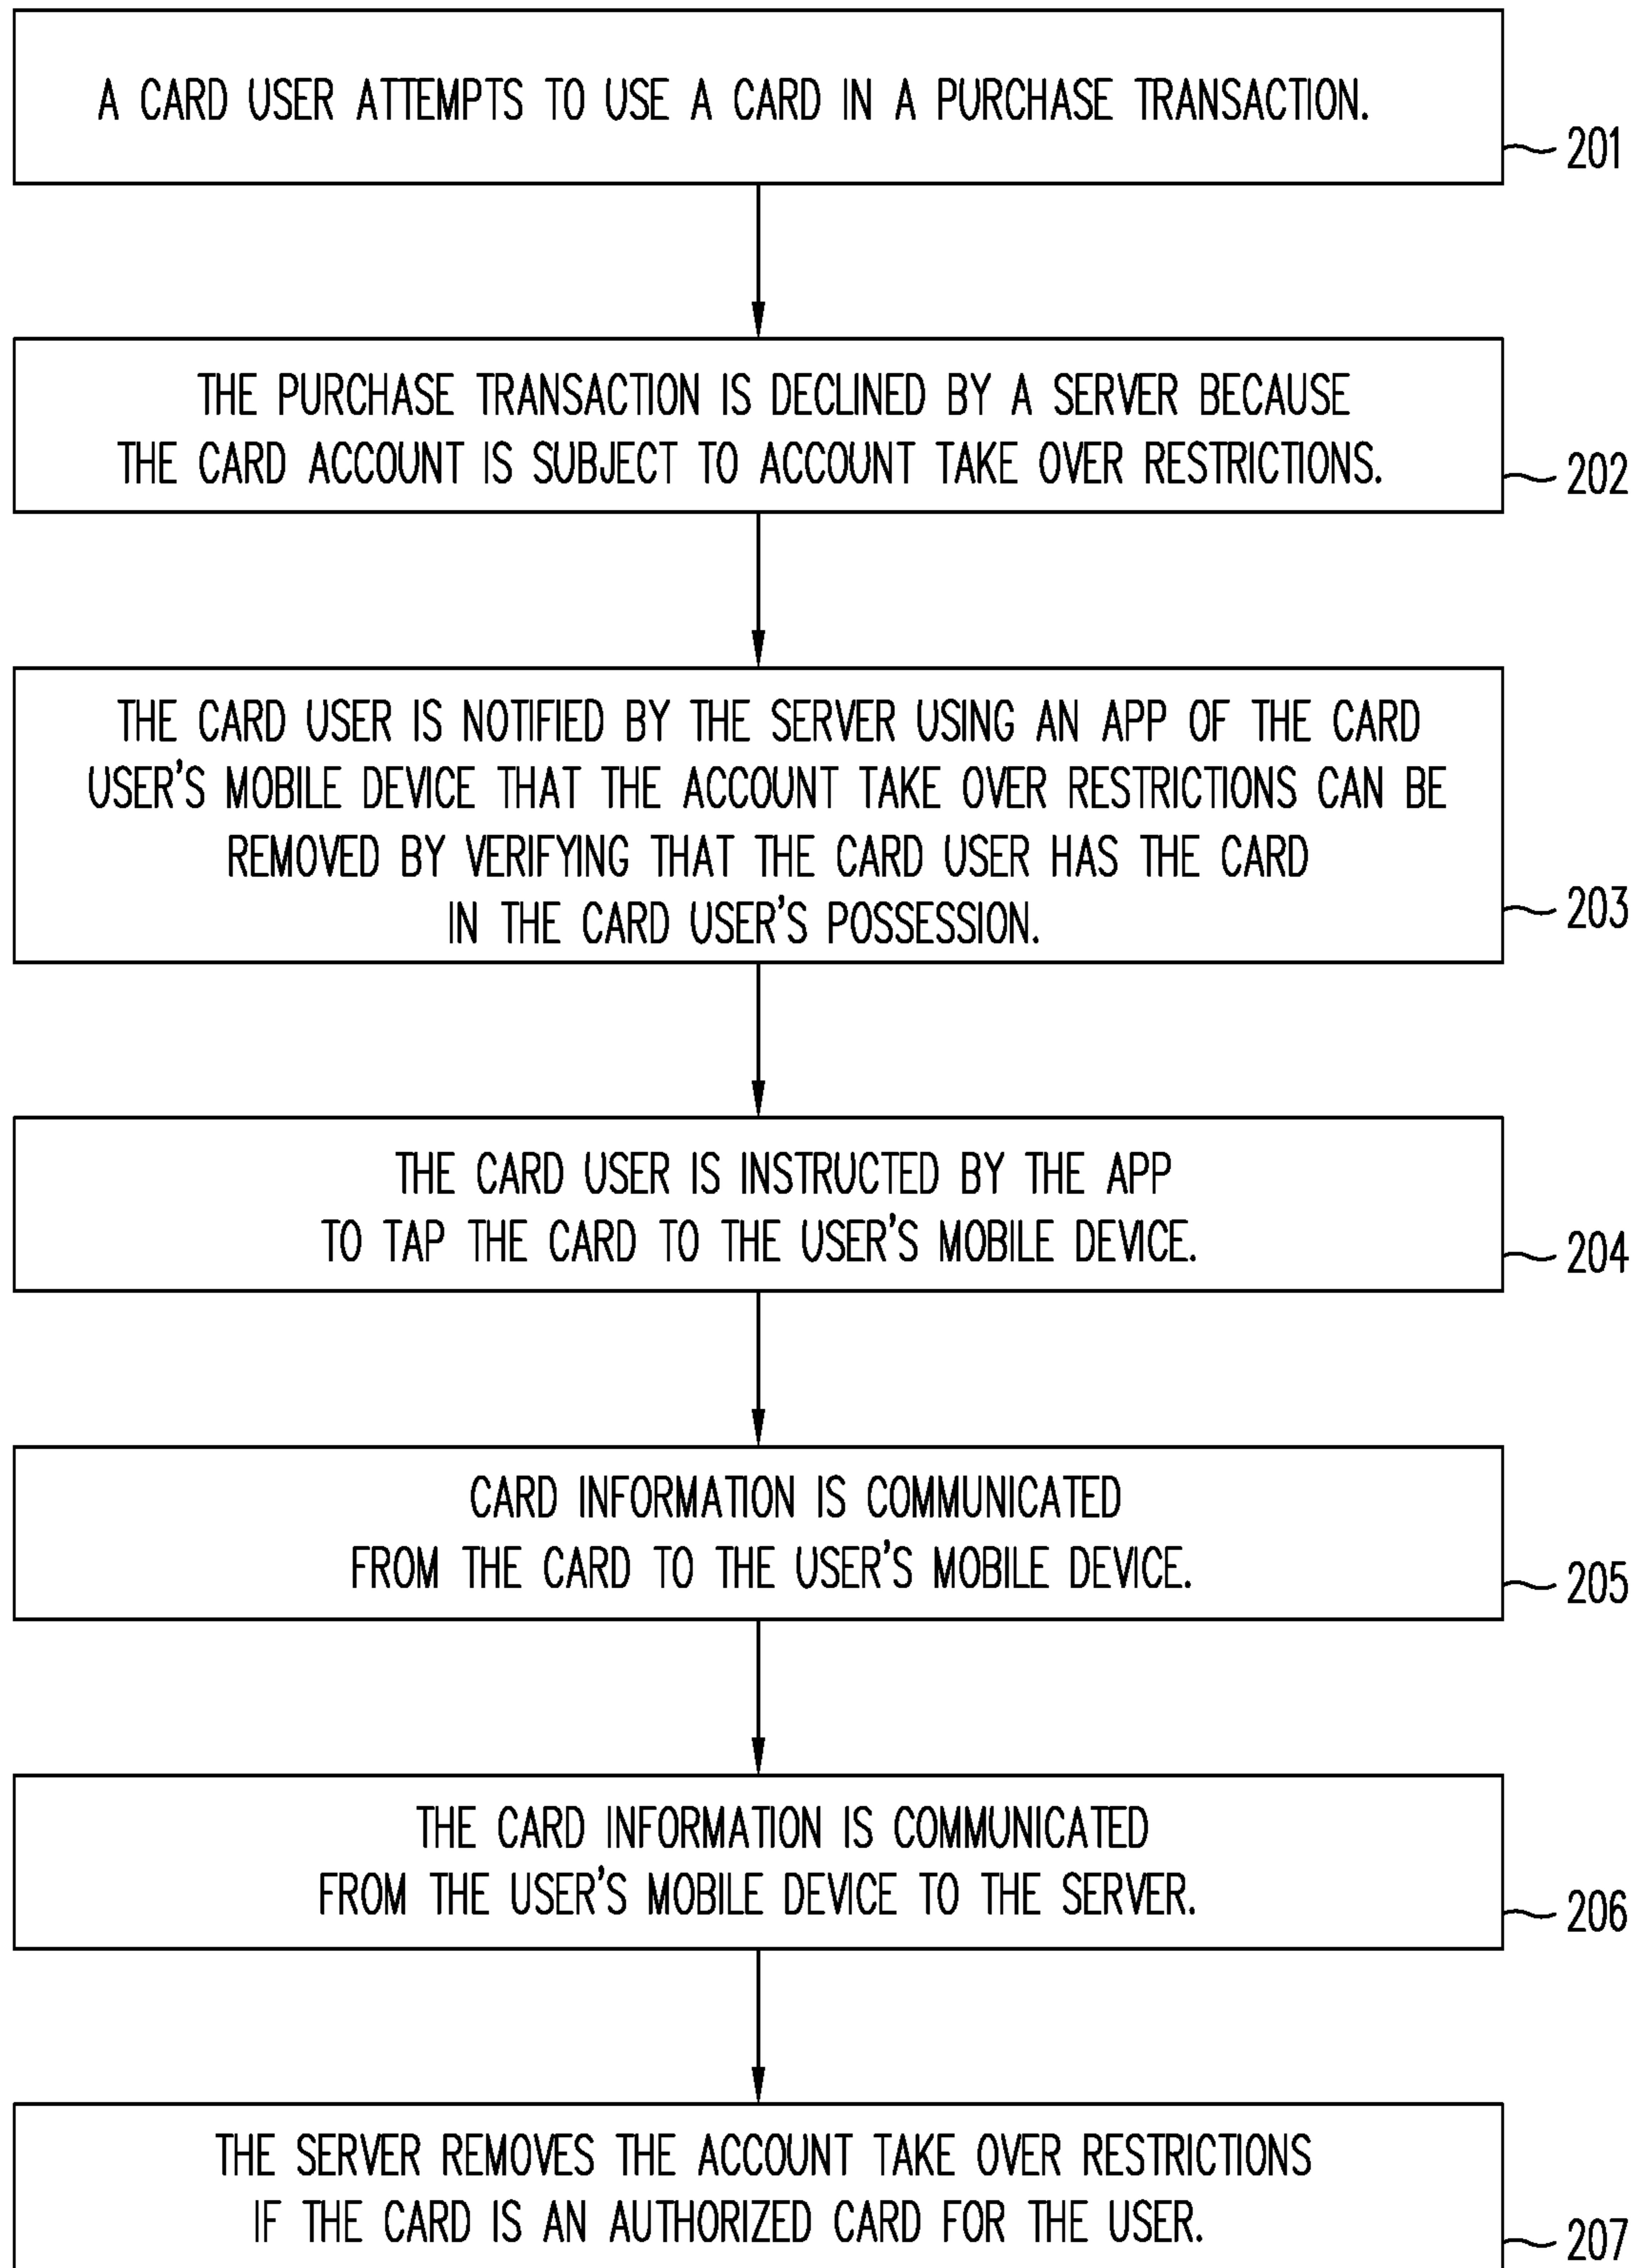 A CARD USER ATTEMPTS TO USE A CARD IN A PURCHASE TRANSACTION.
201
THE PURCHASE TRANSACTION IS DECLINED BY A SERVER BECAUSE
THE CARD ACCOUNT IS SUBJECT TO ACCOUNT TAKE OVER RESTRICTIONS.
202
THE CARD USER IS NOTIFIED BY THE SERVER USING AN APP OF THE CARD
USER'S MOBILE DEVICE THAT THE ACCOUNT TAKE OVER RESTRICTIONS CAN BE
REMOVED BY VERIFYING THAT THE CARD USER HAS THE CARD
IN THE CARD USER'S POSSESSION.
203
THE CARD USER IS INSTRUCTED BY THE APP
TO TAP THE CARD TO THE USER'S MOBILE DEVICE.
204
CARD INFORMATION IS COMMUNICATED
FROM THE CARD TO THE USER'S MOBILE DEVICE.
205
THE CARD INFORMATION IS COMMUNICATED
FROM THE USER'S MOBILE DEVICE TO THE SERVER.
206
THE SERVER REMOVES THE ACCOUNT TAKE OVER RESTRICTIONS
IF THE CARD IS AN AUTHORIZED CARD FOR THE USER.
207